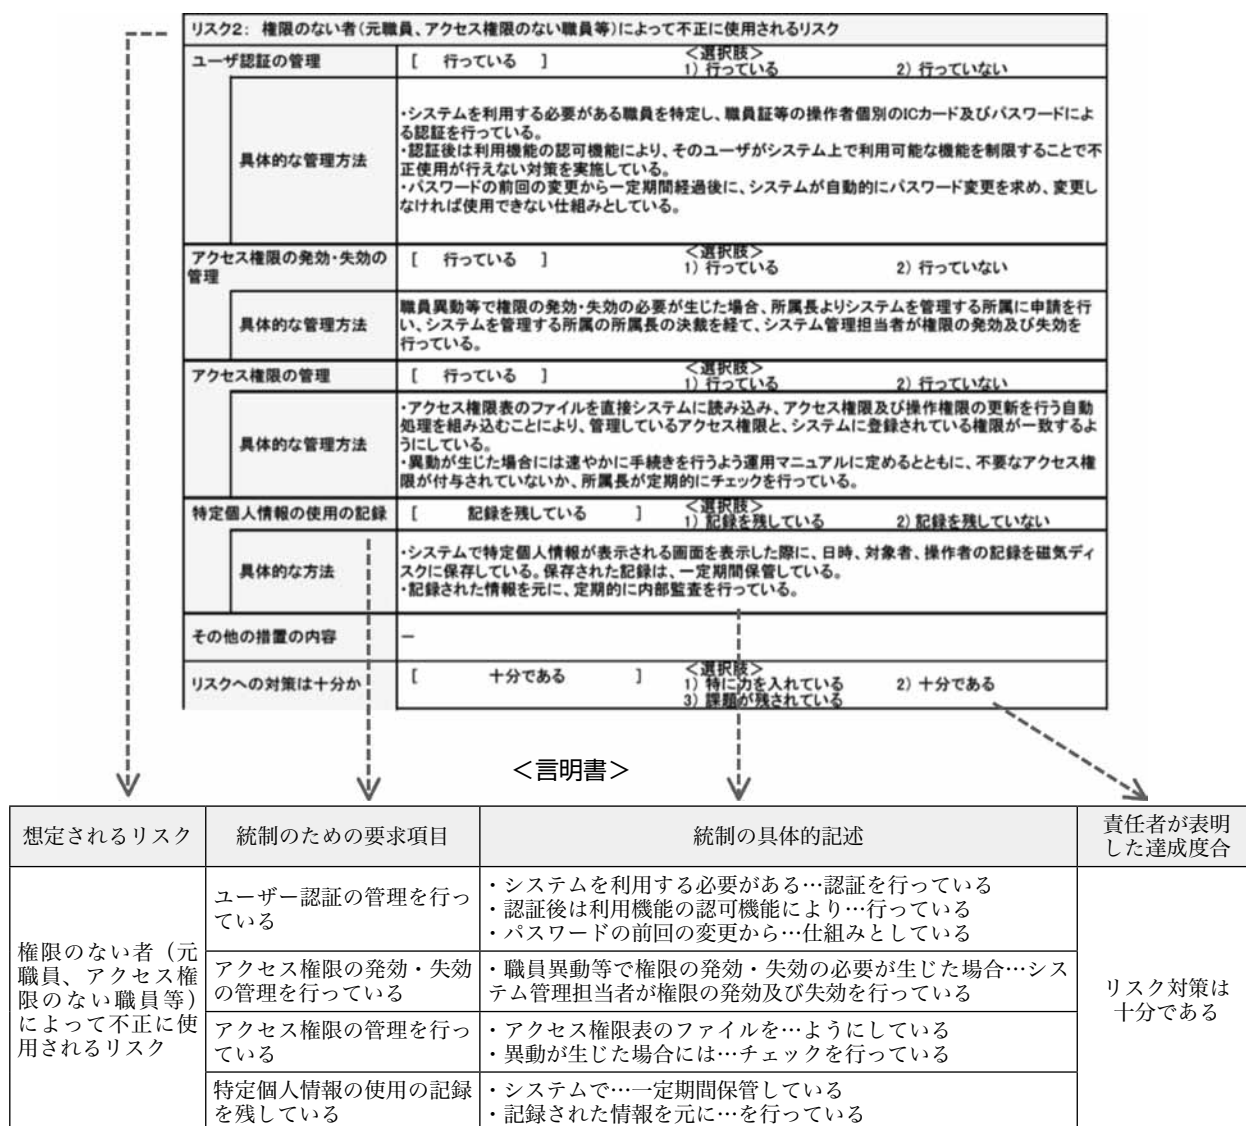 リスク2： 権限のない者（元職員、アクセス権限のない職員等）によって不正に使用されるリスク
ユーザ認証の管理
[ 行っている ]
＜選択肢＞
1）行っている 2）行っていない
具体的な管理方法
・システムを利用する必要がある職員を特定し、職員証等の操作者個別のICカード及びパスワードによ
る認証を行っている。
・認証後は利用機能の認可機能により、そのユーザがシステム上で利用可能な機能を制限することで不
正使用が行えない対策を実施している。
・パスワードの前回の変更から一定期間経過後に、システムが自動的にパスワード変更を求め、変更し
なければ使用できない仕組みとしている。
アクセス権限の発効・失効の
管理
[ 行っている ]
＜選択肢＞
1）行っている 2）行っていない
具体的な管理方法
職員異動等で権限の発効・失効の必要が生じた場合、所属長よりシステムを管理する所属に申請を行
い、システムを管理する所属の所属長の決裁を経て、システム管理担当者が権限の発効及び失効を
行っている。
アクセス権限の管理
[ 行っている ]
＜選択肢＞
1）行っている 2）行っていない
具体的な管理方法
・アクセス権限表のファイルを直接システムに読み込み、アクセス権限及び操作権限の更新を行う自動
処理を組み込むことにより、管理しているアクセス権限と、システムに登録されている権限が一致するよ
うにしている。
・異動が生じた場合には速やかに手続きを行うよう運用マニュアルに定めるとともに、不要なアクセス権
限が付与されていないか、所属長が定期的にチェックを行っている。
特定個人情報の使用の記録
[ 記録を残している ]
＜選択肢＞
1）記録を残している 2）記録を残していない
具体的な方法
・システムで特定個人情報が表示される画面を表示した際に、日時、対象者、操作者の記録を磁気ディ
スクに保存している。保存された記録は、一定期間保管している。
・記録された情報を元に、定期的に内部監査を行っている。
その他の措置の内容
－
リスクへの対策は十分か
[ 十分である ]
＜選択肢＞
1）特に力を入れている 2）十分である
3）課題が残されている
＜言明書＞
想定されるリスク
統制のための要求項目
統制の具体的記述
責任者が表明
した達成度合
権限のない者（元
職員、アクセス権
限のない職員等）
によって不正に使
用されるリスク
ユーザー認証の管理を行っ
ている
・システムを利用する必要がある…認証を行っている
・認証後は利用機能の認可機能により…行っている
・パスワードの前回の変更から…仕組みとしている
アクセス権限の発効・失効
の管理を行っている
・職員異動等で権限の発効・失効の必要が生じた場合…シス
テム管理担当者が権限の発効及び失効を行っている
アクセス権限の管理を行っ
ている
・アクセス権限表のファイルを…ようにしている
・異動が生じた場合には…チェックを行っている
特定個人情報の使用の記録
を残している
・システムで…一定期間保管している
・記録された情報を元に…を行っている
リスク対策は
十分である